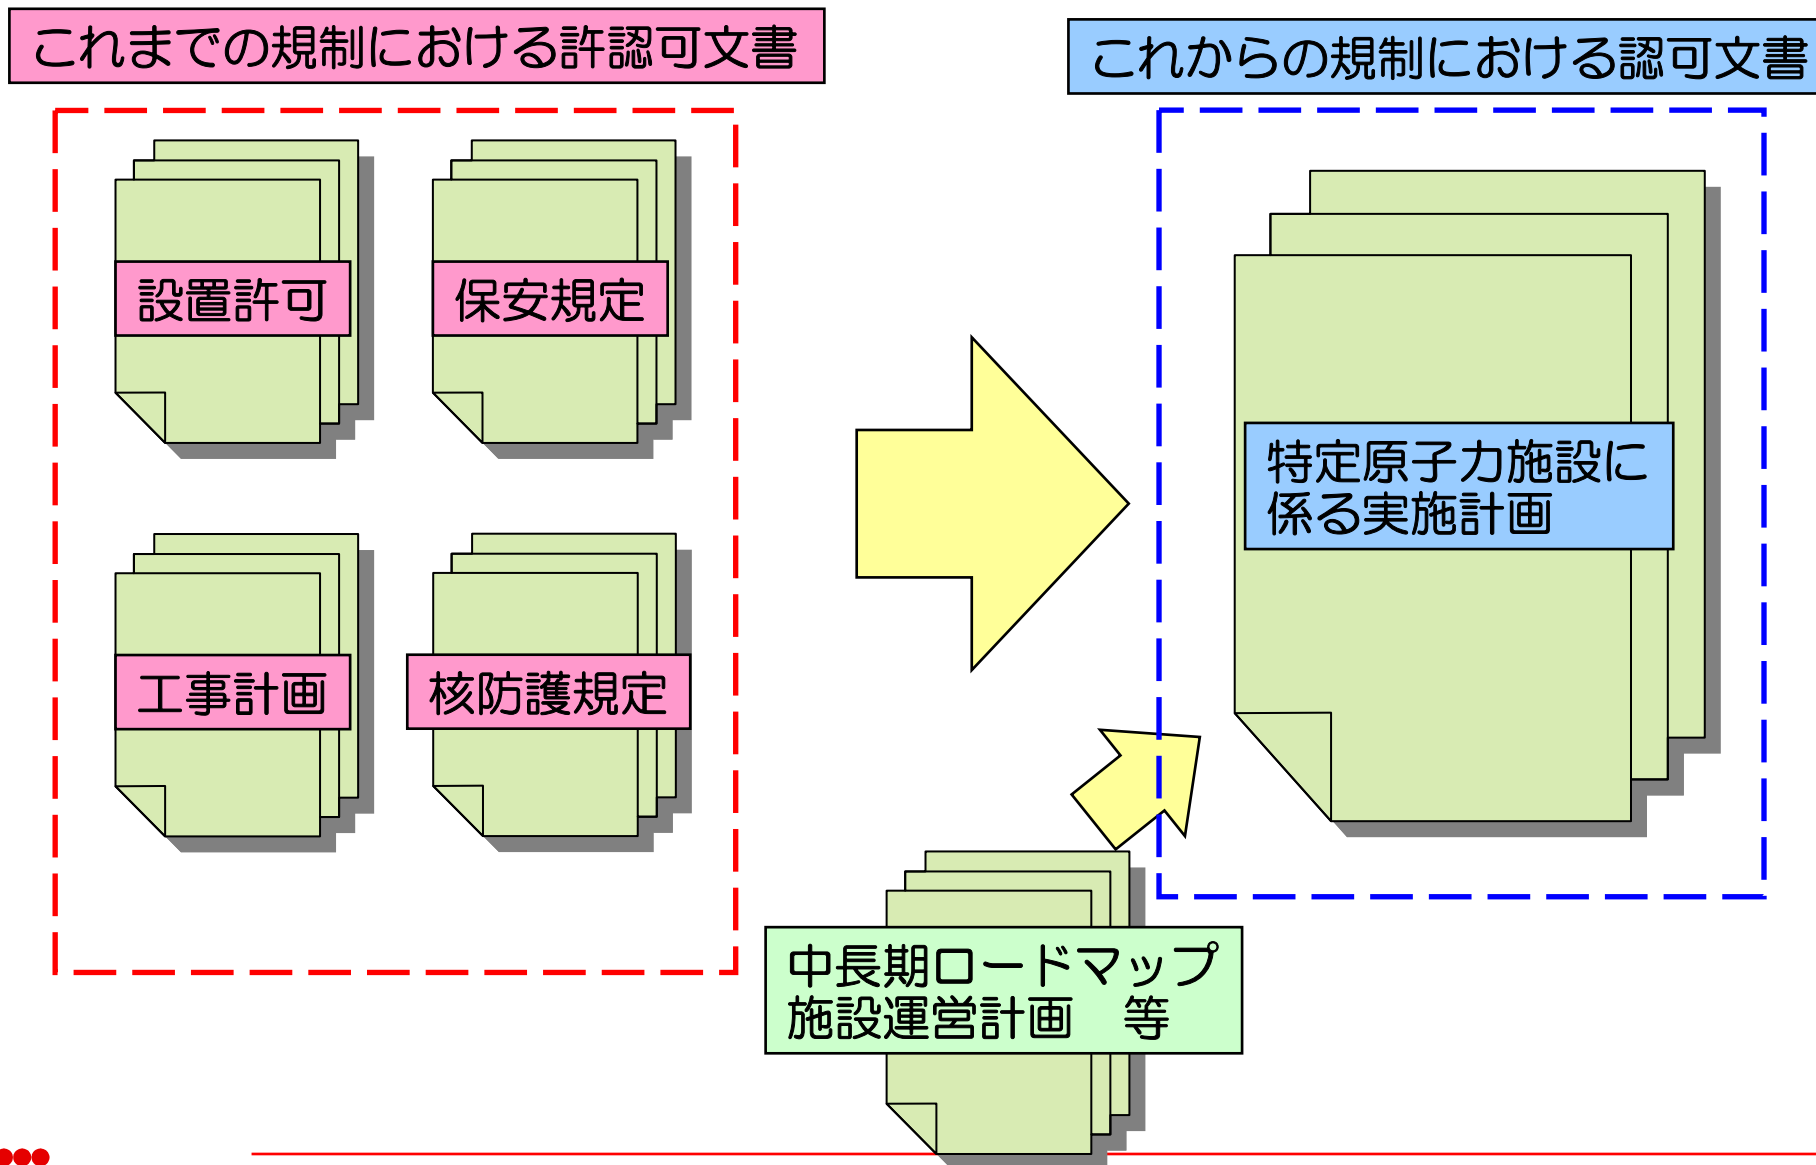 これまでの規制における許認可文書
これからの規制における認可文書
設置許可
保安規定
工事計画
核防護規定
特定原子力施設に
係る実施計画
中長期ロードマップ
施設運営計画　等